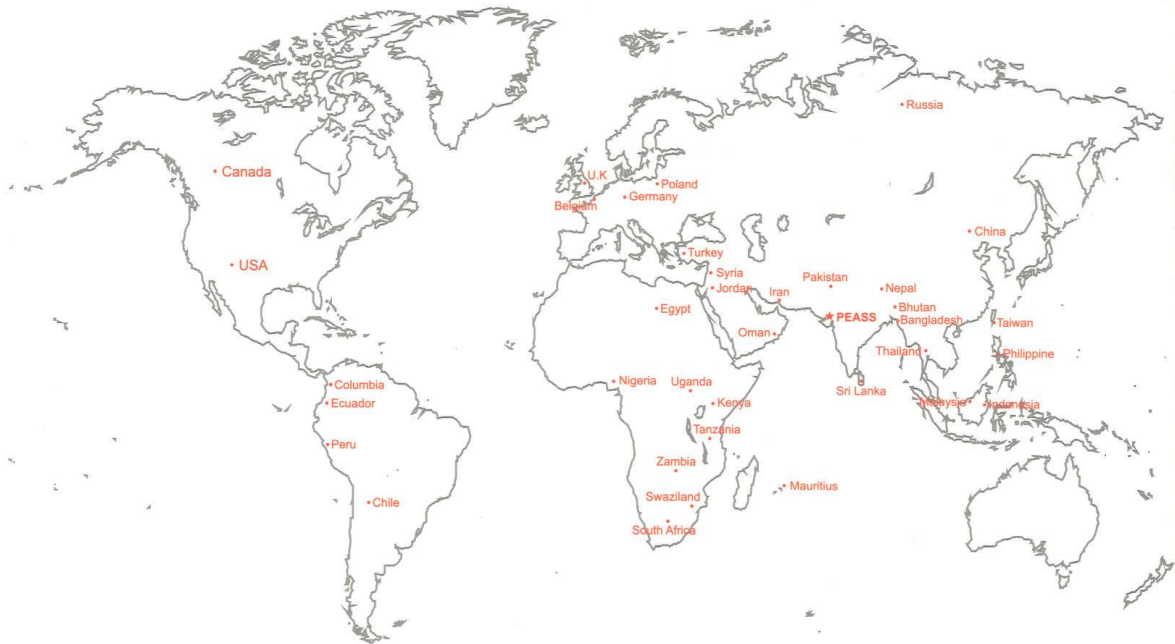 Russia
Canada
U.K
Poland
Germany
Belgium
China
Turkey
USA
Syria
Pakistan
Jordan
Iran
Nepal
Egypt
Bhutan
PEASS
Bangladesh
Taiwan
Oman
Thailand
Philippine
Nigeria
Uganda
Columbia
Sri Lanka
Ecuador
Kenya
Malaysia
Indonesia
Tanzania
Peru
Zambia
Mauritius
Swaziland
Chile
South Africa